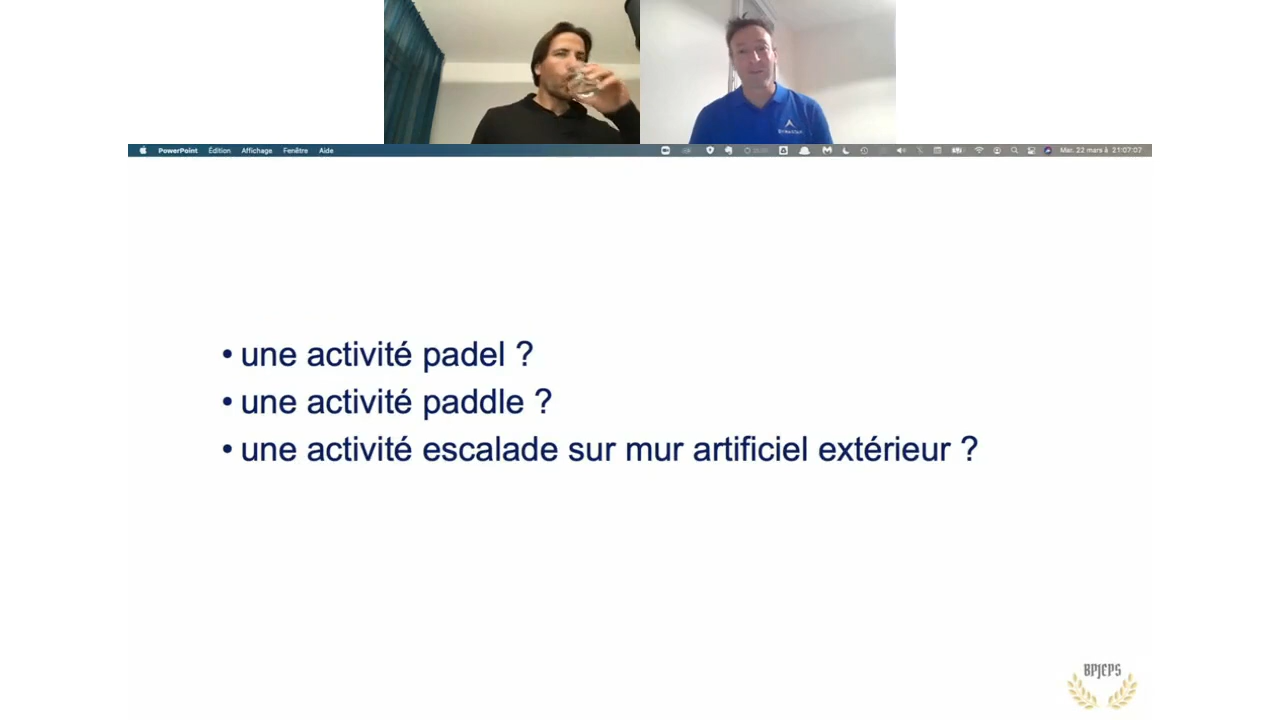 PowerPoint Édition Affichage Fenêtre Aide
Mar. 22 mars à 21:07:07
• une activité padel ?
• une activité paddle ?
• une activité escalade sur mur artificiel extérieur ?
BPJEPS